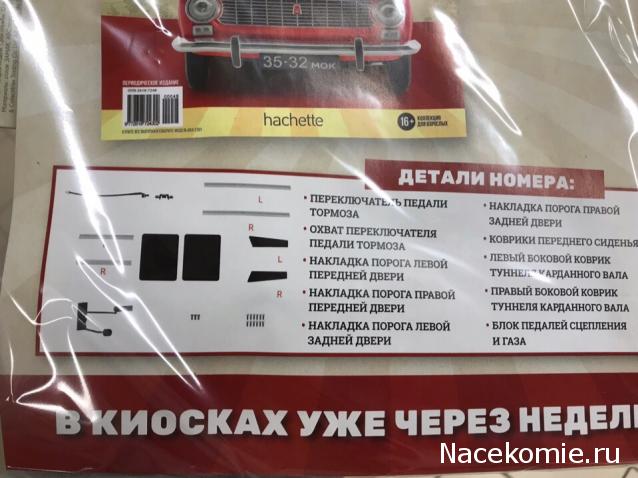 35-32 МОК
ПЕРИОДИЧЕСКОЕ ИЗДАНИЕ
00048
hachette
16+
КОЛЛЕКЦИЯ
ДЛЯ ВЗРОСЛЫХ
ДЕТАЛИ НОМЕРА:
L
R
L
R
L
R
• ПЕРЕКЛЮЧАТЕЛЬ ПЕДАЛИ
ТОРМОЗА
• ОХВАТ ПЕРЕКЛЮЧАТЕЛЯ
ПЕДАЛИ ТОРМОЗА
• НАКЛАДКА ПОРОГА ЛЕВОЙ
ПЕРЕДНЕЙ ДВЕРИ
• НАКЛАДКА ПОРОГА ПРАВОЙ
ПЕРЕДНЕЙ ДВЕРИ
• НАКЛАДКА ПОРОГА ЛЕВОЙ
ЗАДНЕЙ ДВЕРИ
• НАКЛАДКА ПОРОГА ПРАВОЙ
ЗАДНЕЙ ДВЕРИ
• КОВРИКИ ПЕРЕДНЕГО СИДЕНЬ
• ЛЕВЫЙ БОКОВОЙ КОВРИК
ТУННЕЛЯ КАРДАННОГО ВАЛА
• ПРАВЫЙ БОКОВОЙ КОВРИК
ТУННЕЛЯ КАРДАННОГО ВАЛА
• БЛОК ПЕДАЛЕЙ СЦЕПЛЕНИЯ
И ГАЗА
В КИОСКАХ УЖЕ ЧЕРЕЗ НЕДЕЛ
Nacekomie.ru